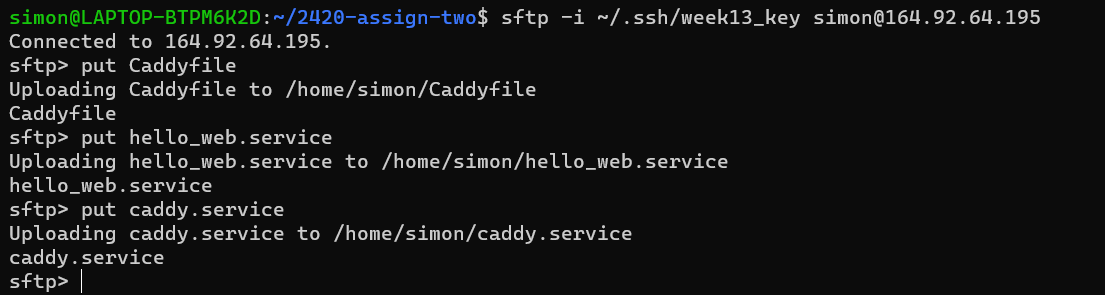 simon@LAPTOP-BTPM6K2D:~/2420-assign-two$ sftp -i ~/.ssh/week13_key simon@164.92.64.195
Connected to 164.92.64.195.
sftp> put Caddyfile
Uploading Caddyfile to /home/simon/Caddyfile
Caddyfile
sftp> put hello_web.service
Uploading hello_web.service to /home/simon/hello_web.service
hello_web.service
sftp> put caddy.service
Uploading caddy.service to /home/simon/caddy.service
caddy.service
sftp>